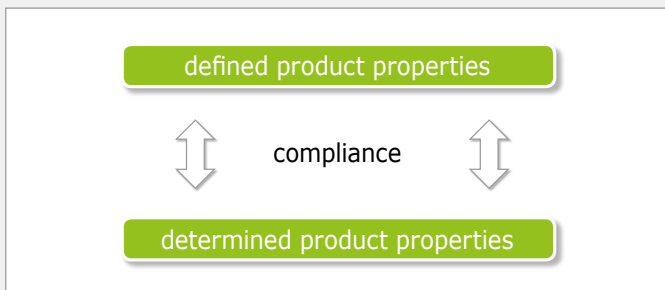 defined product properties
compliance
determined product properties